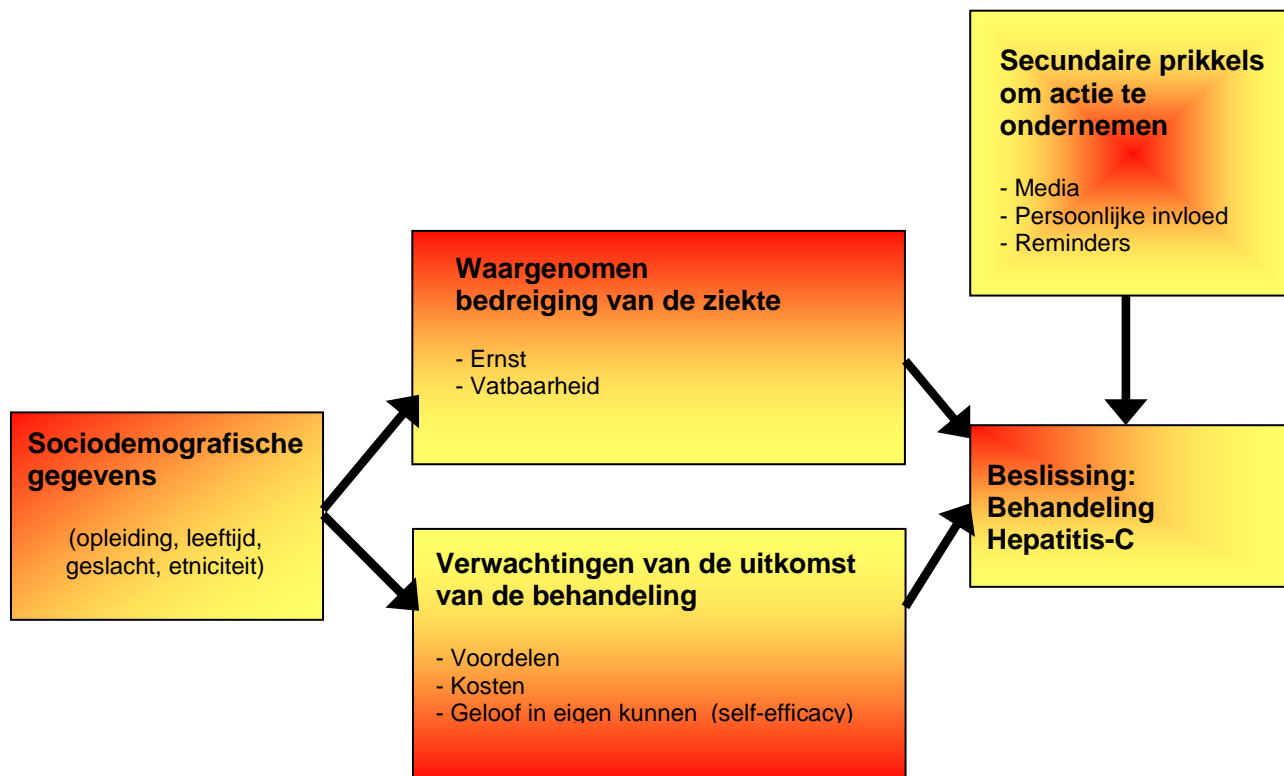 Secundaire prikkels
om actie te
ondernemen
- Media
- Persoonlijke invloed
- Reminders
Waargenomen
bedreiging van de ziekte
- Ernst
- Vatbaarheid
Sociodemografische
gegevens
(opleiding, leeftijd,
geslacht, etniciteit)
Verwachtingen van de uitkomst
van de behandeling
- Voordelen
- Kosten
- Geloof in eigen kunnen (self-efficacy)
Beslissing:
Behandeling
Hepatitis-C